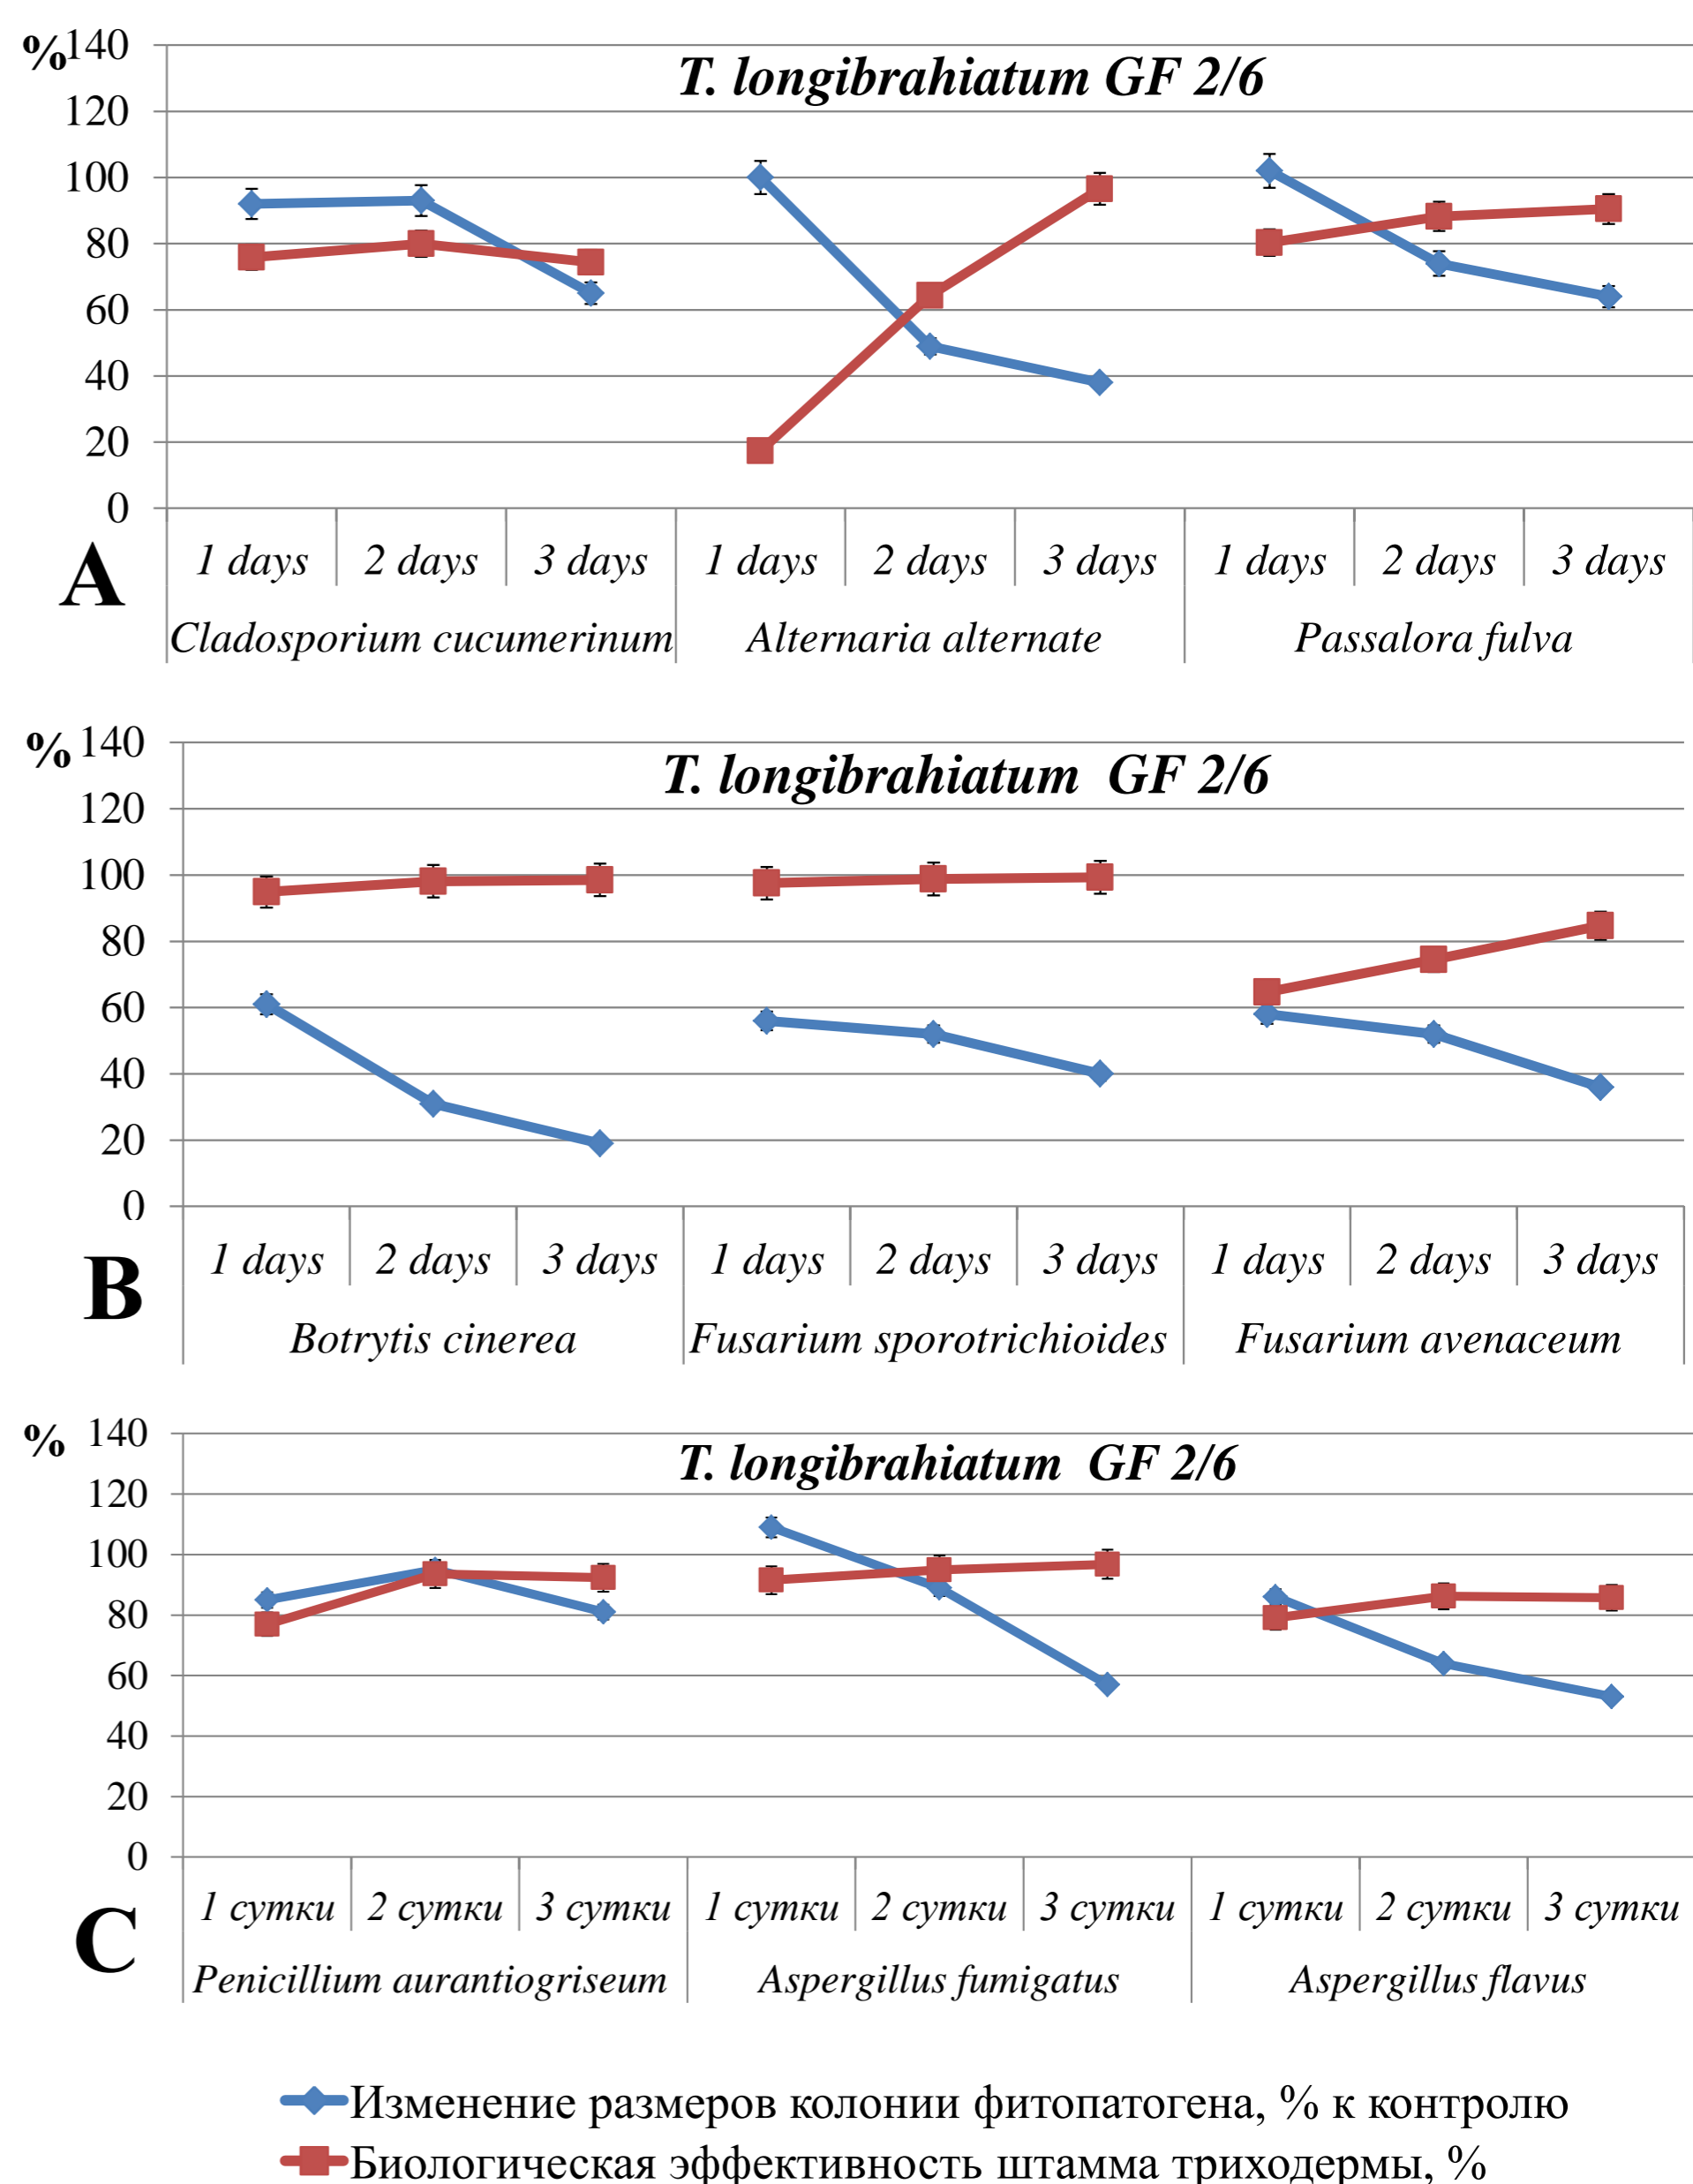 % 140
T. longibrahiatum GF 2/6
120
100
80
60
40
20
0
A
1 days 2 days 3 days 1 days 2 days 3 days 1 days 2 days 3 days
Cladosporium cucumerinum Alternaria alternate Passalora fulva
% 140
T. longibrahiatum GF 2/6
120
100
80
60
40
20
0
B
1 days 2 days 3 days 1 days 2 days 3 days 1 days 2 days 3 days
Botrytis cinerea Fusarium sporotrichioides Fusarium avenaceum
% 140
T. longibrahiatum GF 2/6
120
100
80
60
40
20
0
C
1 сутки 2 сутки 3 сутки 1 сутки 2 сутки 3 сутки 1 сутки 2 сутки 3 сутки
Penicillium aurantiogriseum Aspergillus fumigatus Aspergillus flavus
Изменение размеров колонии фитопатогена, % к контролю
Биологическая эффективность штамма триходермы, %